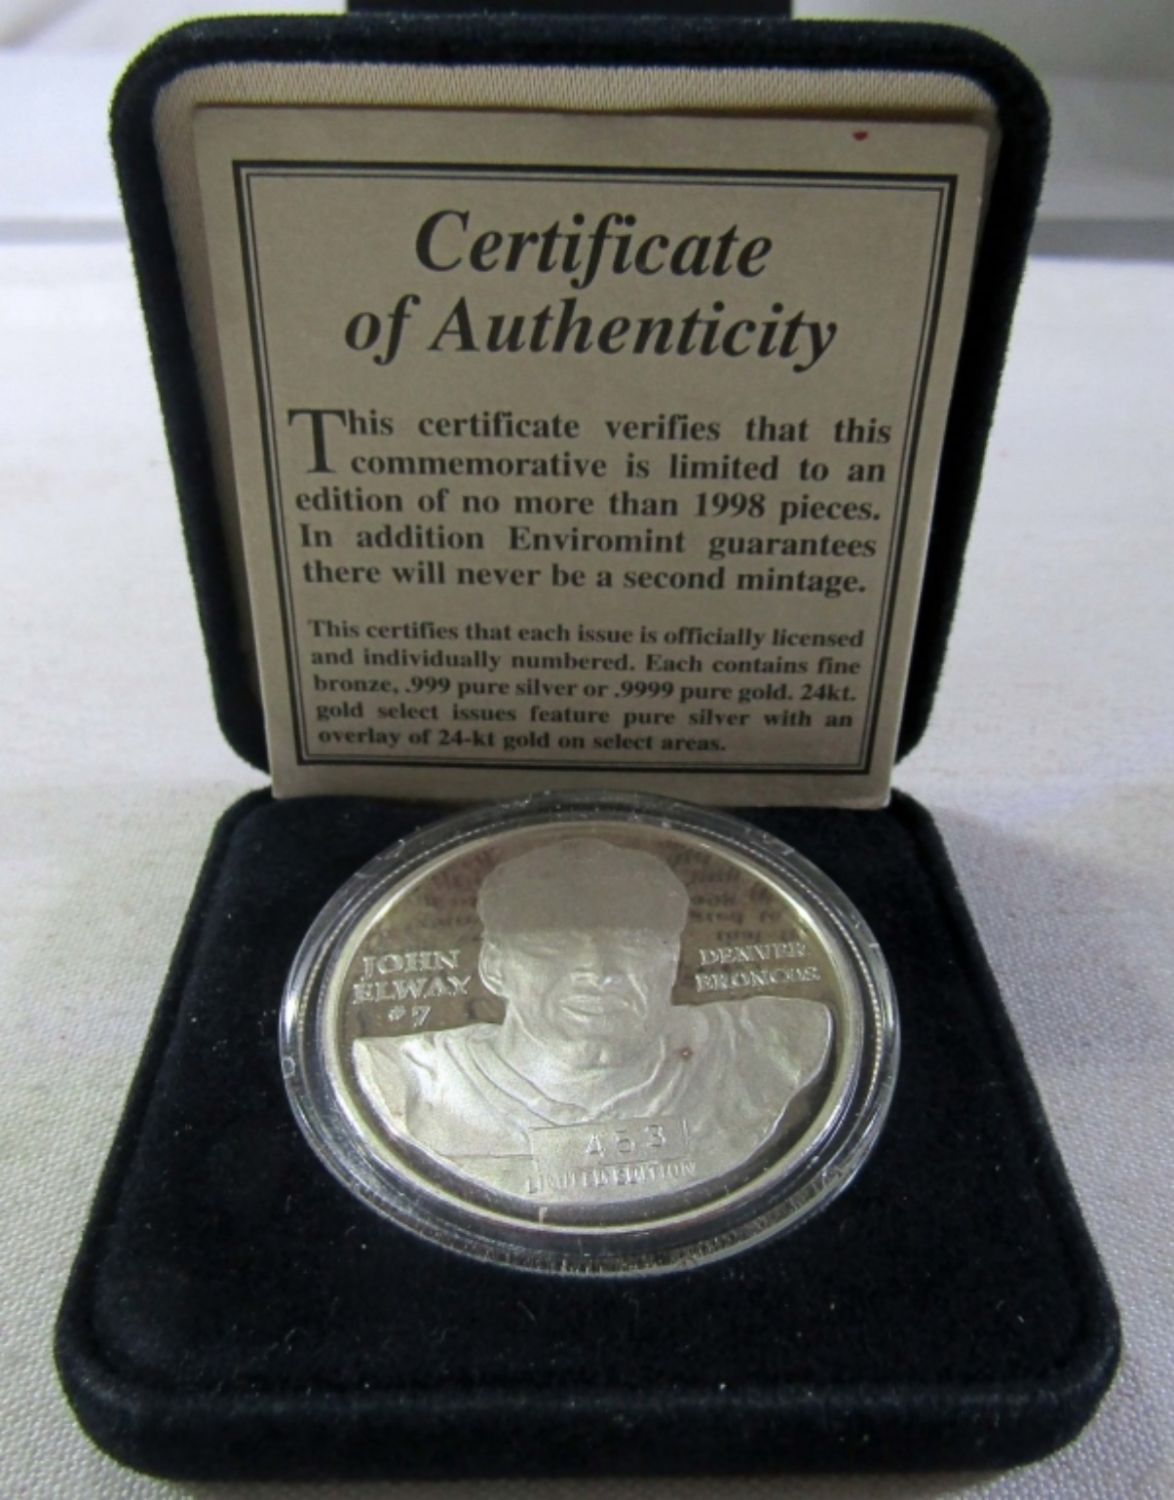 Certificate
of Authenticity
This certificate verifies that this
commemorative is limited to an
edition of no more than 1998 pieces.
In addition Enviromint guarantees
there will never be a second mintage.
This certifies that each issue is officially licensed
and individually numbered. Each contains fine
bronze, .999 pure silver or .9999 pure gold. 24kt.
gold select issues feature pure silver with an
overlay of 24-kt gold on select areas.
JOHN
ELWAY
#7
DENVER
BRONCOS
463
LIMITED EDITION